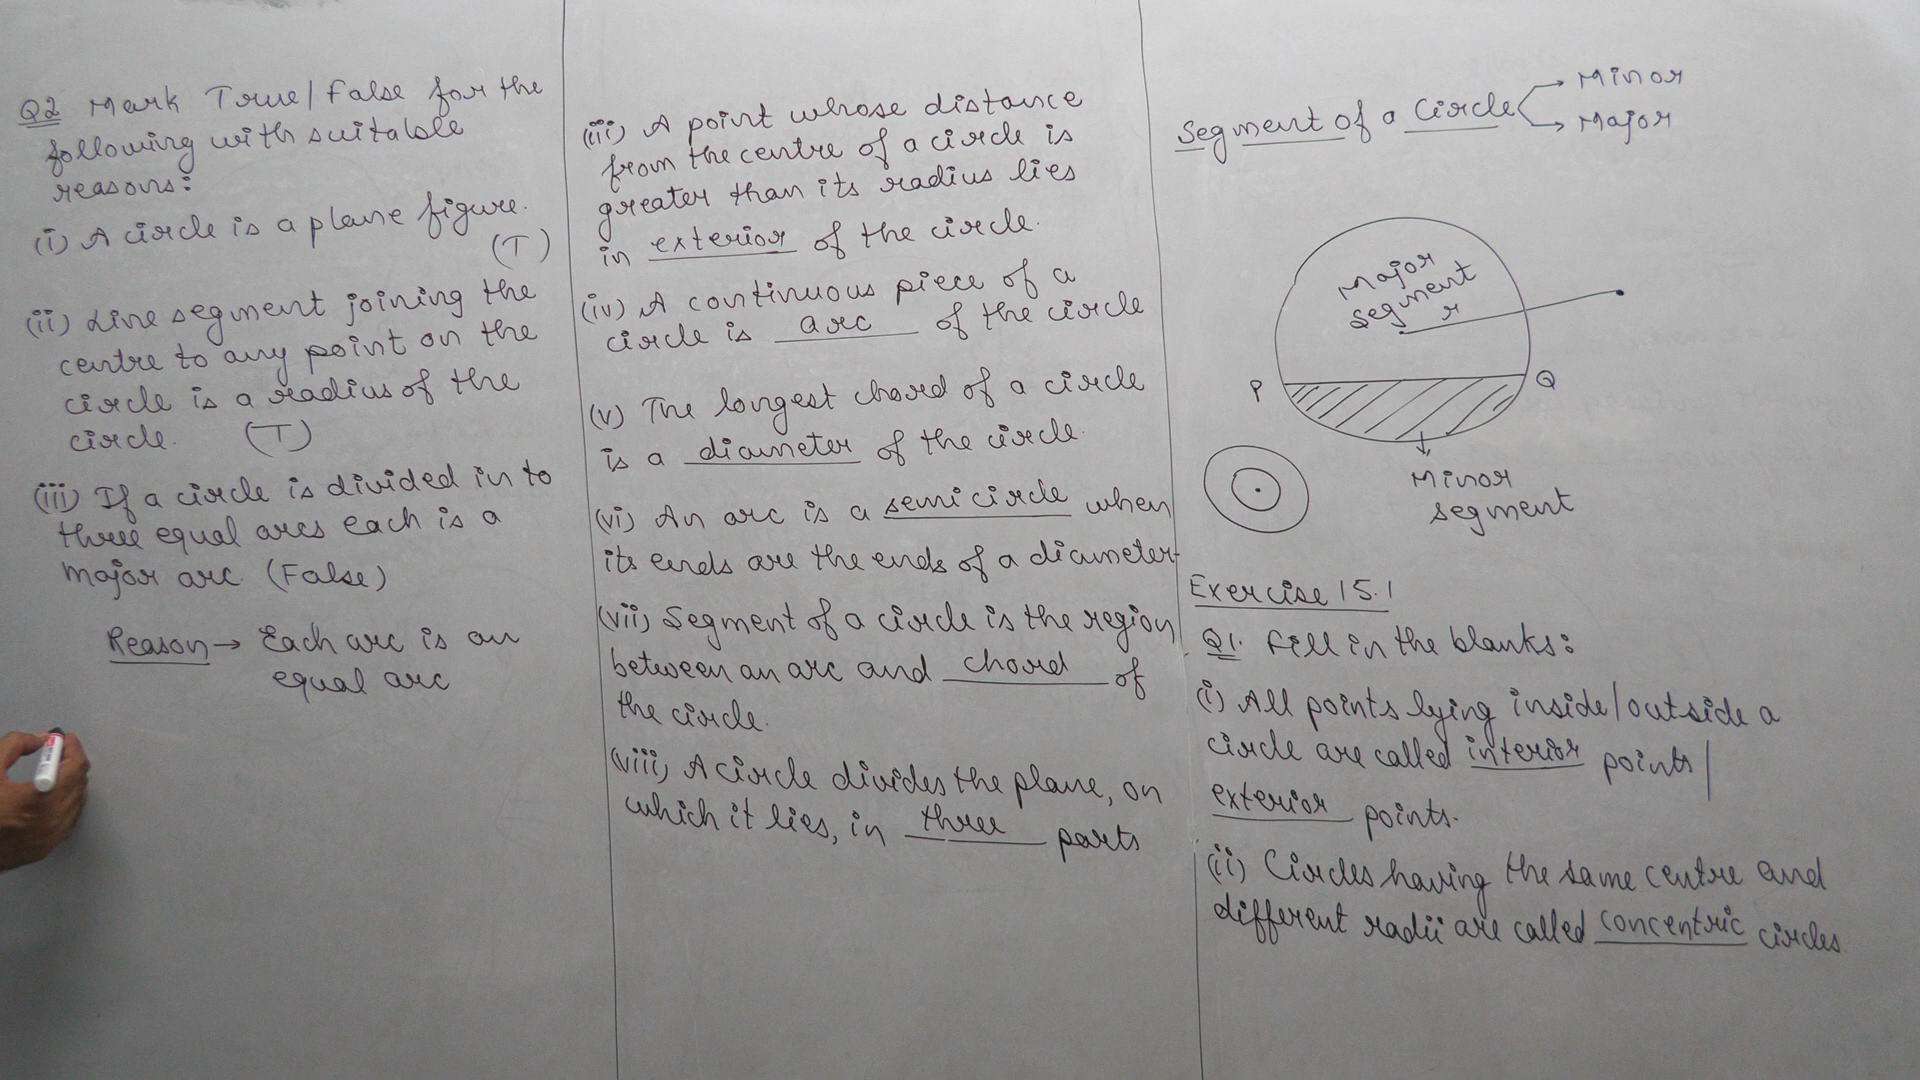 Q2 Mark True/False for the
following with suitable
reasons:
(i) A circle is a plane figure.
(T)
(ii) Line segment joining the
centre to any point on the
circle is a radius of the
circle. (T)
(iii) If a circle is divided in to
three equal arcs each is a
major arc. (False)
Reason → Each arc is an
equal arc
(iii) A point whose distance
from the centre of a circle is
greater than its radius lies
in exterior of the circle.
(iv) A continuous piece of a
circle is arc of the circle
(v) The longest chord of a circle
is a diameter of the circle.
(vi) An arc is a semicircle when
its ends are the ends of a diameter
(vii) Segment of a circle is the region
between an arc and chord of
the circle.
(viii) A circle divides the plane, on
which it lies, in three parts
Segment of a Circle
Minor
Major
Major
segment
r
P
Q
Minor
segment
Exercise 15.1
Q1. Fill in the blanks:
(i) All points lying inside/outside a
circle are called interior points/
exterior points.
(ii) Circles having the same centre and
different radii are called concentric circles.